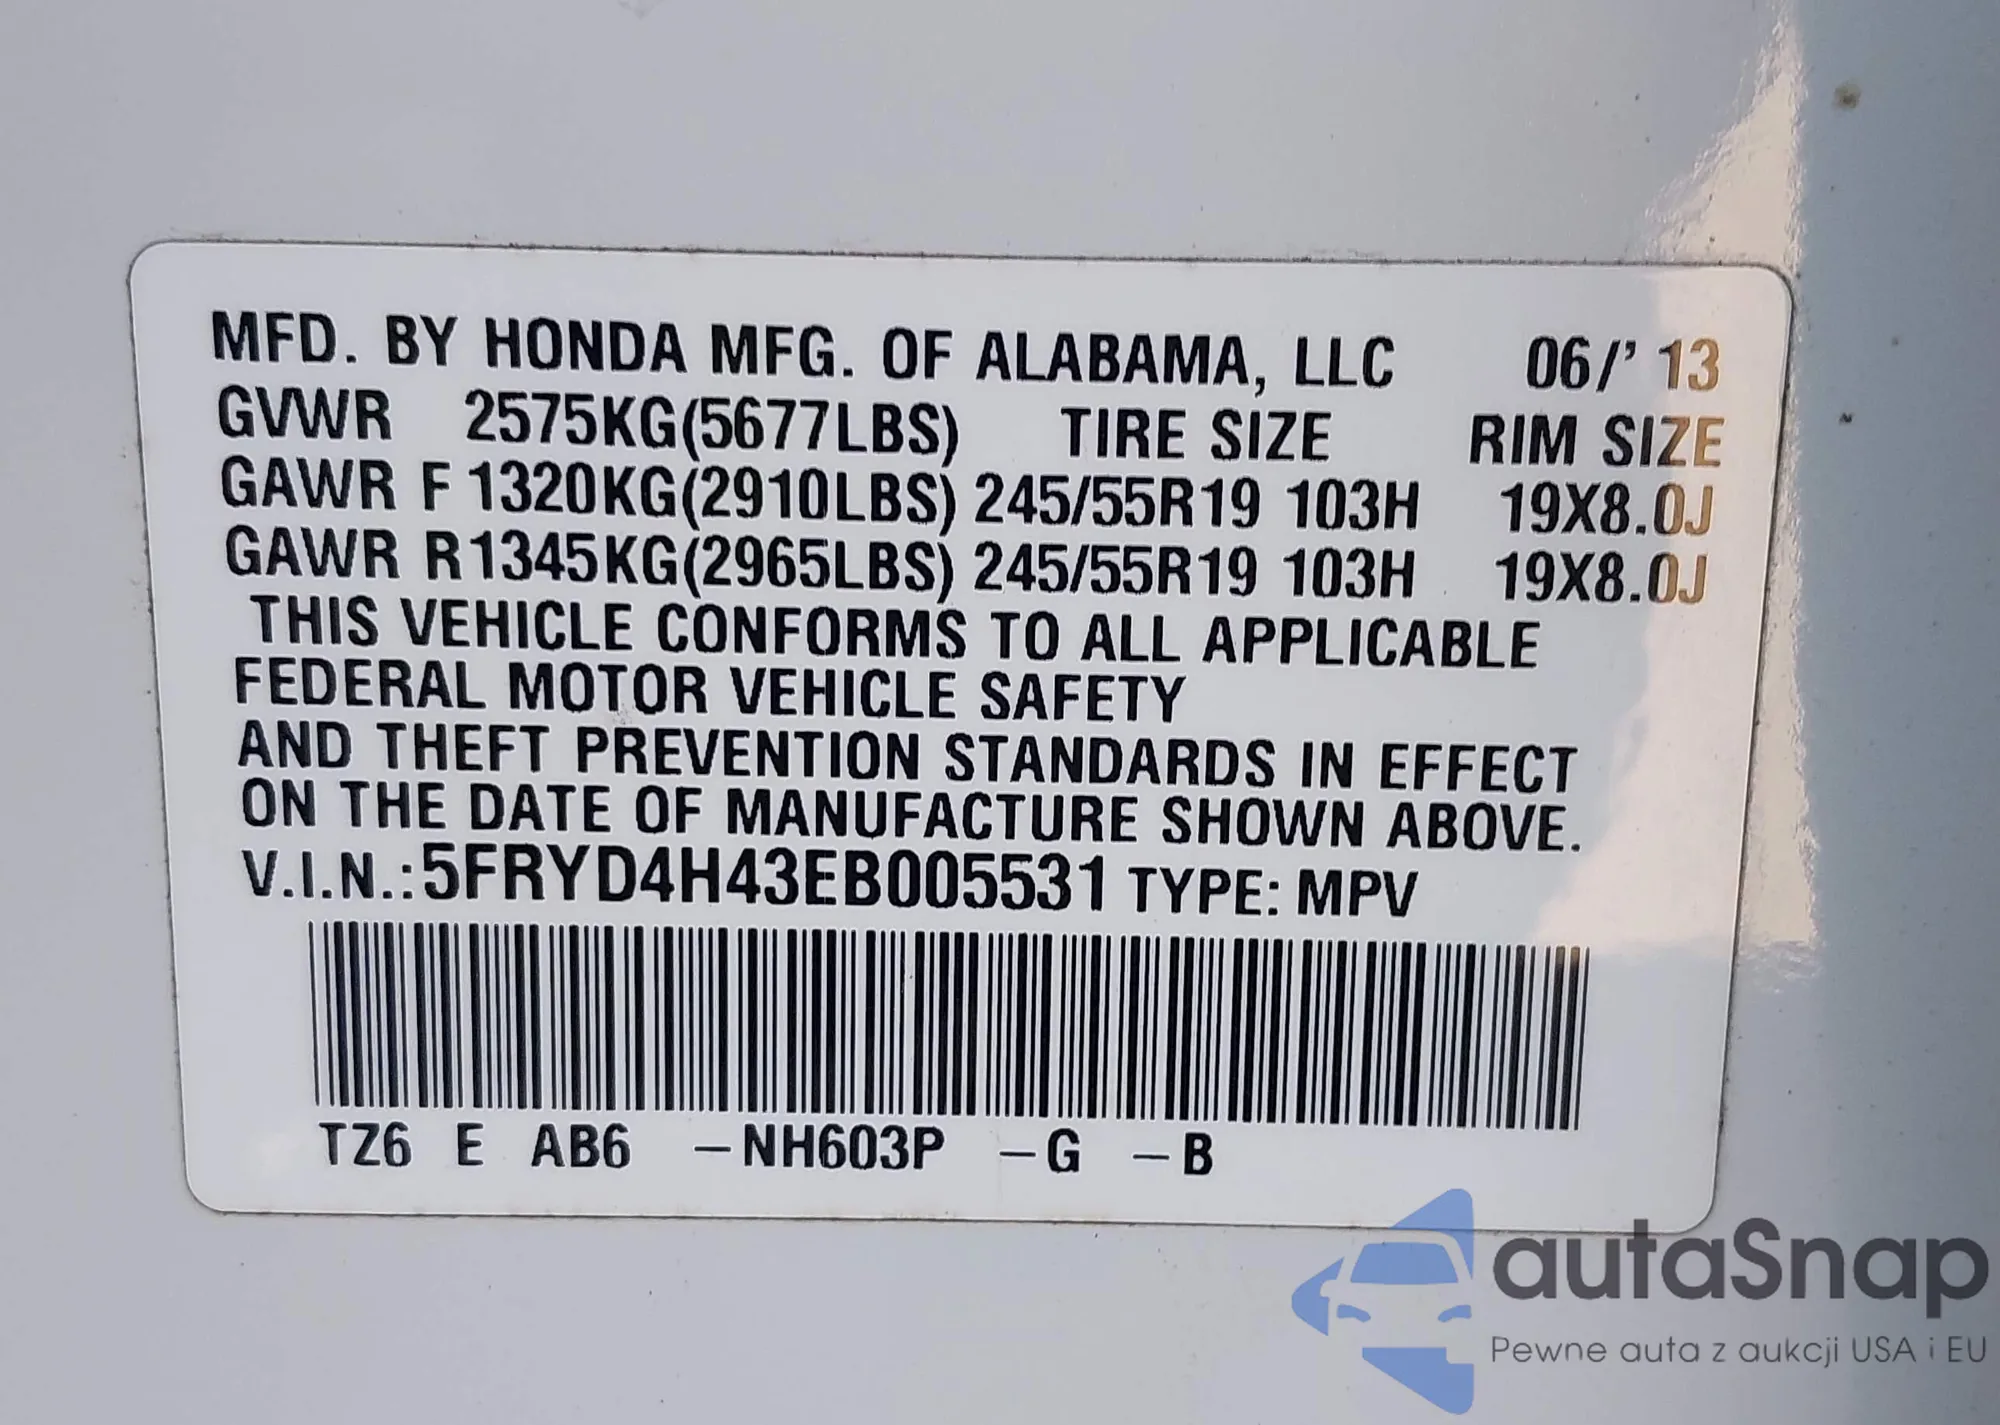 MFD. BY HONDA MFG. OF ALABAMA, LLC 06/' 13
GVWR 2575KG(5677LBS) TIRE SIZE RIM SIZE
GAWR F 1320KG(2910LBS) 245/55R19 103H 19X8.0J
GAWR R1345KG(2965LBS) 245/55R19 103H 19X8.0J
THIS VEHICLE CONFORMS TO ALL APPLICABLE
FEDERAL MOTOR VEHICLE SAFETY
AND THEFT PREVENTION STANDARDS IN EFFECT
ON THE DATE OF MANUFACTURE SHOWN ABOVE.
V.I.N.:5FRYD4H43EB005531 TYPE: MPV
TZ6 E AB6 -NH603P -G -B
autaSnap
Pewne auta z aukcji USA i EU